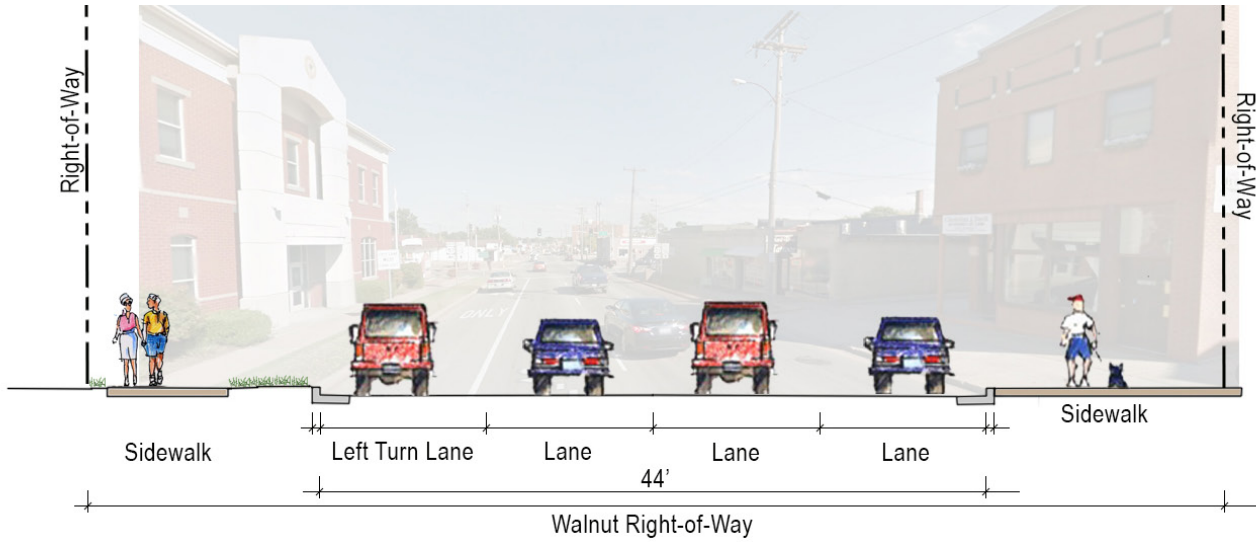 Right-of-Way
Right-of-Way
ONLY
Sidewalk
Left Turn Lane
Lane
Lane
Lane
Sidewalk
44'
Walnut Right-of-Way